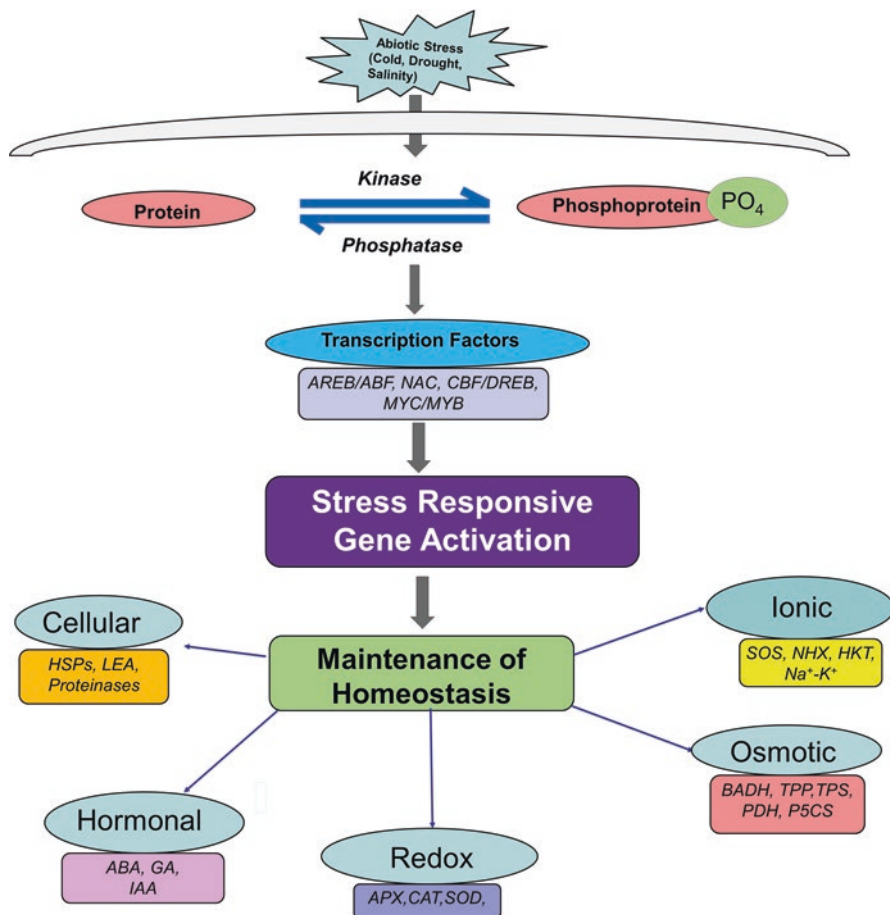 Abiotic Stress
(Cold, Drought,
Salinity)
Kinase
Protein
Phosphoprotein
PO₄
Phosphatase
Transcription Factors
AREB/ABF, NAC, CBF/DREB,
MYC/MYB
Stress Responsive
Gene Activation
Maintenance of
Homeostasis
Cellular
HSPs, LEA,
Proteinases
Ionic
SOS, NHX, HKT,
Na⁺-K⁺
Hormonal
ABA, GA,
IAA
Redox
APX,CAT,SOD,
Osmotic
BADH, TPP,TPS,
PDH, P5CS